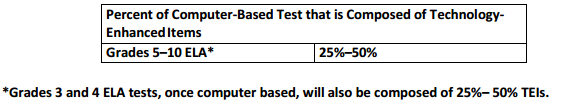 Percent of Computer-Based Test that is Composed of Technology-
Enhanced Items
Grades 5–10 ELA* 25%–50%
*Grades 3 and 4 ELA tests, once computer based, will also be composed of 25%– 50% TEIs.